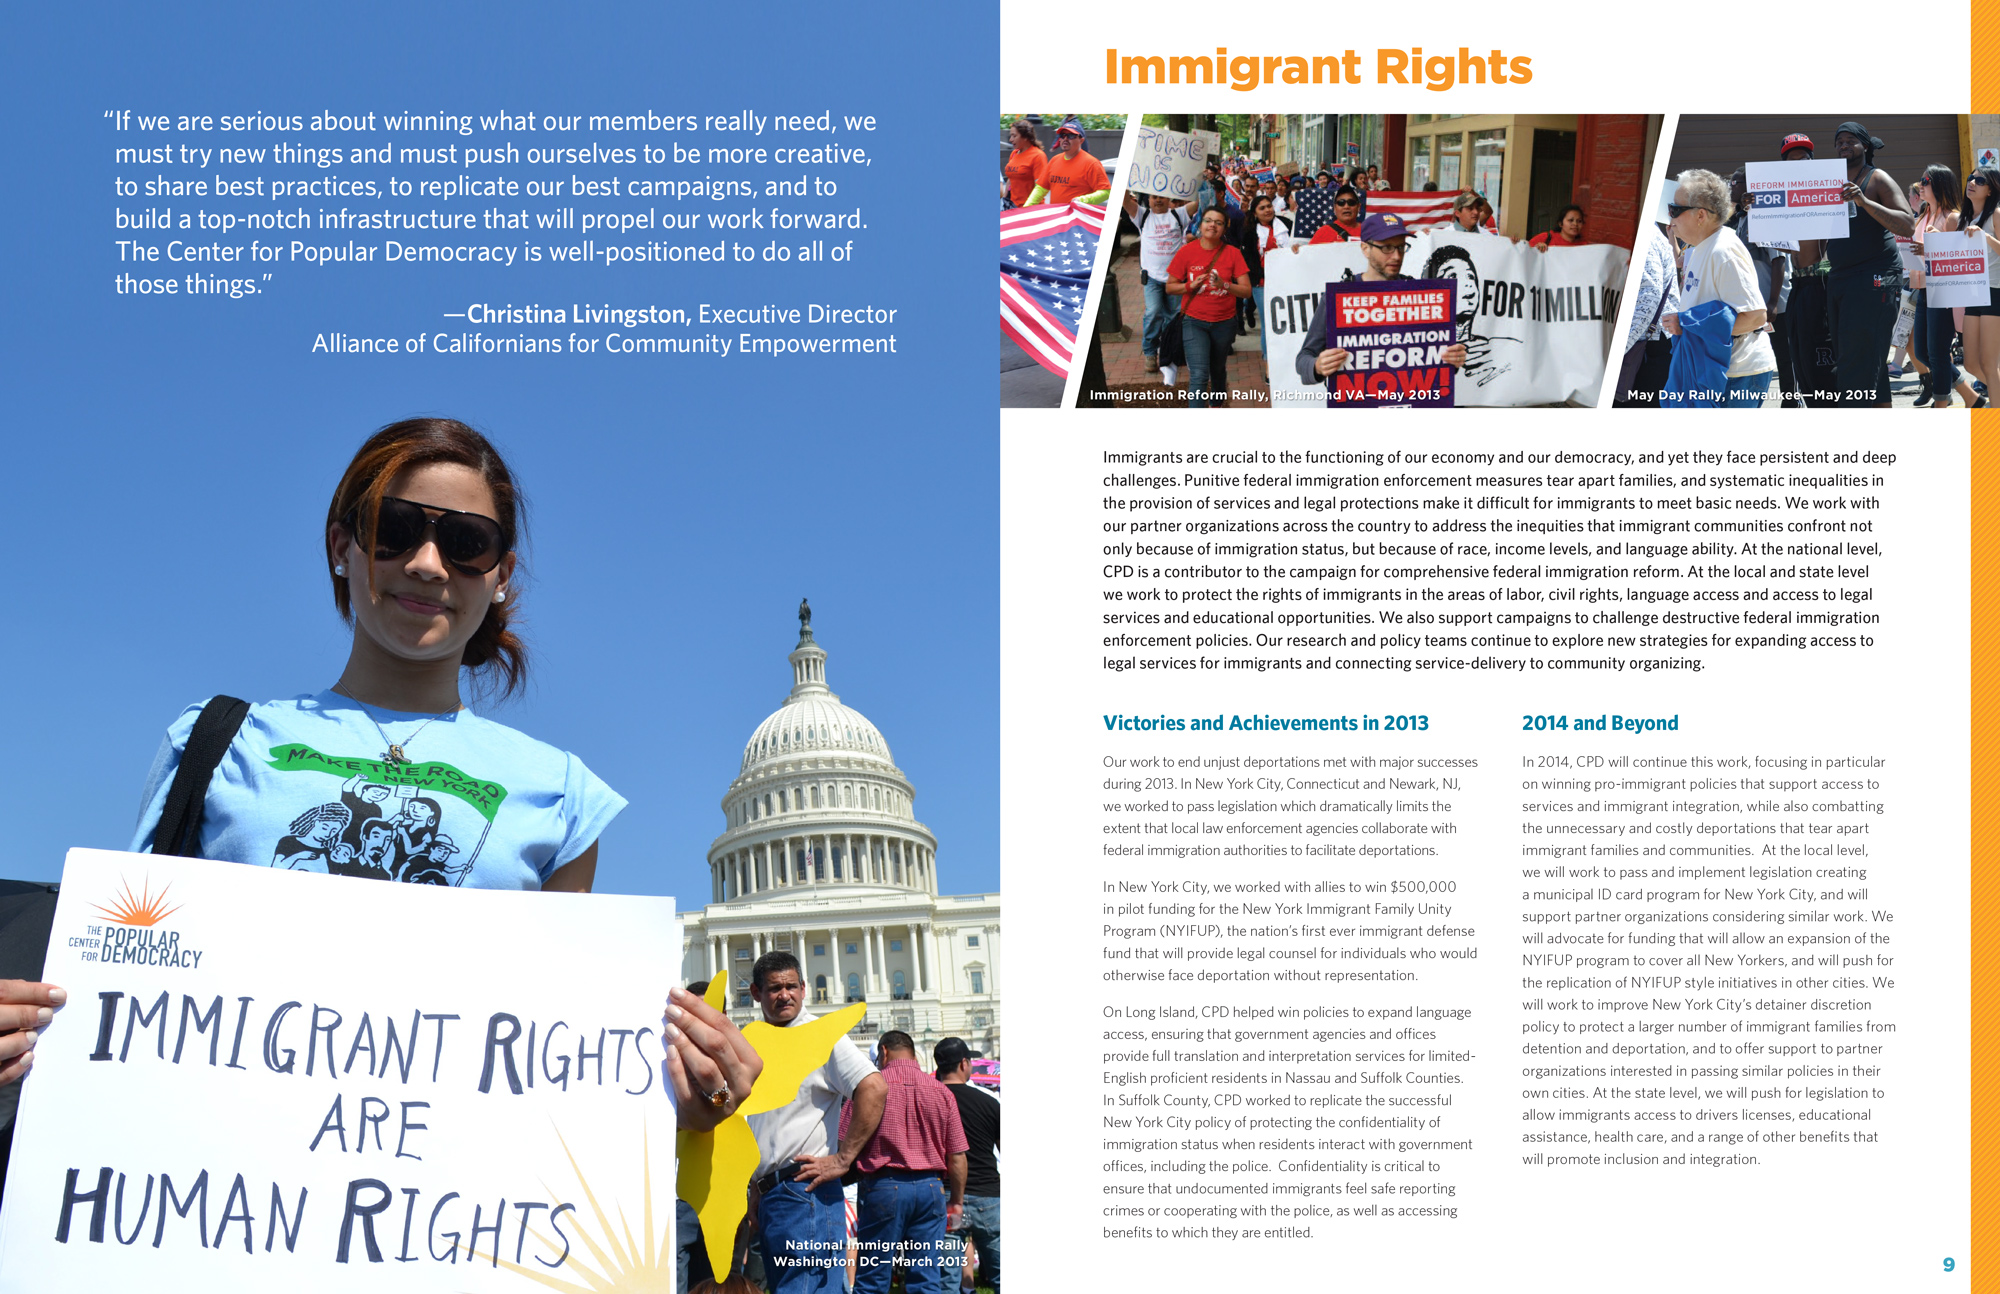 “If we are serious about winning what our members really need, we
must try new things and must push ourselves to be more creative,
to share best practices, to replicate our best campaigns, and to
build a top-notch infrastructure that will propel our work forward.
The Center for Popular Democracy is well-positioned to do all of
those things.”
—Christina Livingston, Executive Director
Alliance of Californians for Community Empowerment
MAKE THE ROAD
NEW YORK
THE POPULAR
CENTER
FOR DEMOCRACY
IMMIGRANT RIGHTS
ARE
HUMAN RIGHTS
National Immigration Rally
Washington DC—March 2013
Immigrant Rights
TIME
IS
NOW
CITY
FOR 11 MILLION
KEEP FAMILIES
TOGETHER
IMMIGRATION
REFORM
NOW!
Immigration Reform Rally, Richmond VA—May 2013
REFORM IMMIGRATION
FOR America
ReformImmigrationFORAmerica.org
IMMIGRATION
America
May Day Rally, Milwaukee—May 2013
Immigrants are crucial to the functioning of our economy and our democracy, and yet they face persistent and deep
challenges. Punitive federal immigration enforcement measures tear apart families, and systematic inequalities in
the provision of services and legal protections make it difficult for immigrants to meet basic needs. We work with
our partner organizations across the country to address the inequities that immigrant communities confront not
only because of immigration status, but because of race, income levels, and language ability. At the national level,
CPD is a contributor to the campaign for comprehensive federal immigration reform. At the local and state level
we work to protect the rights of immigrants in the areas of labor, civil rights, language access and access to legal
services and educational opportunities. We also support campaigns to challenge destructive federal immigration
enforcement policies. Our research and policy teams continue to explore new strategies for expanding access to
legal services for immigrants and connecting service-delivery to community organizing.
Victories and Achievements in 2013
Our work to end unjust deportations met with major successes
during 2013. In New York City, Connecticut and Newark, NJ,
we worked to pass legislation which dramatically limits the
extent that local law enforcement agencies collaborate with
federal immigration authorities to facilitate deportations.
In New York City, we worked with allies to win $500,000
in pilot funding for the New York Immigrant Family Unity
Program (NYIFUP), the nation’s first ever immigrant defense
fund that will provide legal counsel for individuals who would
otherwise face deportation without representation.
On Long Island, CPD helped win policies to expand language
access, ensuring that government agencies and offices
provide full translation and interpretation services for limited-
English proficient residents in Nassau and Suffolk Counties.
In Suffolk County, CPD worked to replicate the successful
New York City policy of protecting the confidentiality of
immigration status when residents interact with government
offices, including the police. Confidentiality is critical to
ensure that undocumented immigrants feel safe reporting
crimes or cooperating with the police, as well as accessing
benefits to which they are entitled.
2014 and Beyond
In 2014, CPD will continue this work, focusing in particular
on winning pro-immigrant policies that support access to
services and immigrant integration, while also combatting
the unnecessary and costly deportations that tear apart
immigrant families and communities. At the local level,
we will work to pass and implement legislation creating
a municipal ID card program for New York City, and will
support partner organizations considering similar work. We
will advocate for funding that will allow an expansion of the
NYIFUP program to cover all New Yorkers, and will push for
the replication of NYIFUP style initiatives in other cities. We
will work to improve New York City’s detainer discretion
policy to protect a larger number of immigrant families from
detention and deportation, and to offer support to partner
organizations interested in passing similar policies in their
own cities. At the state level, we will push for legislation to
allow immigrants access to drivers licenses, educational
assistance, health care, and a range of other benefits that
will promote inclusion and integration.
9